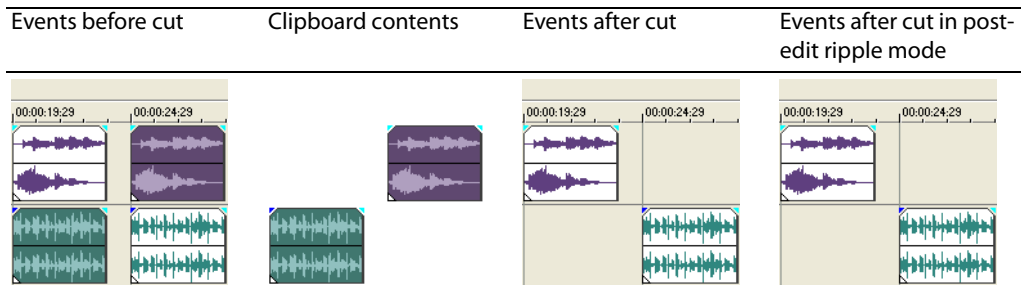 Events before cut
Clipboard contents
Events after cut
Events after cut in post-
edit ripple mode
00:00:19:29 00:00:24:29
00:00:19:29 00:00:24:29
00:00:19:29 00:00:24:29